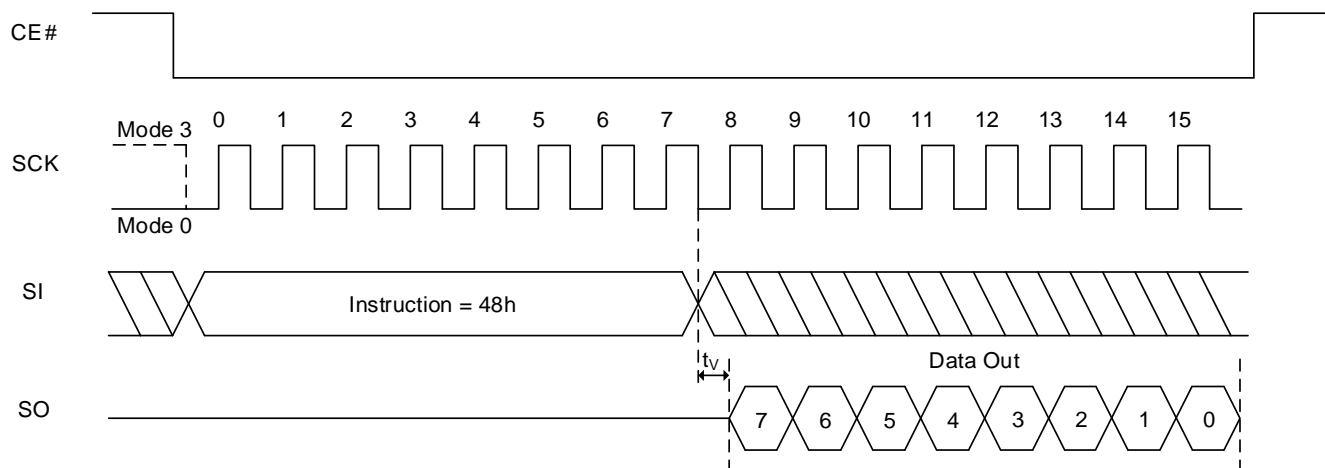 CE#
0 1 2 3 4 5 6 7 8 9 10 11 12 13 14 15
Mode 3
SCK
Mode 0
SI
Instruction = 48h
tV
Data Out
SO
7 6 5 4 3 2 1 0